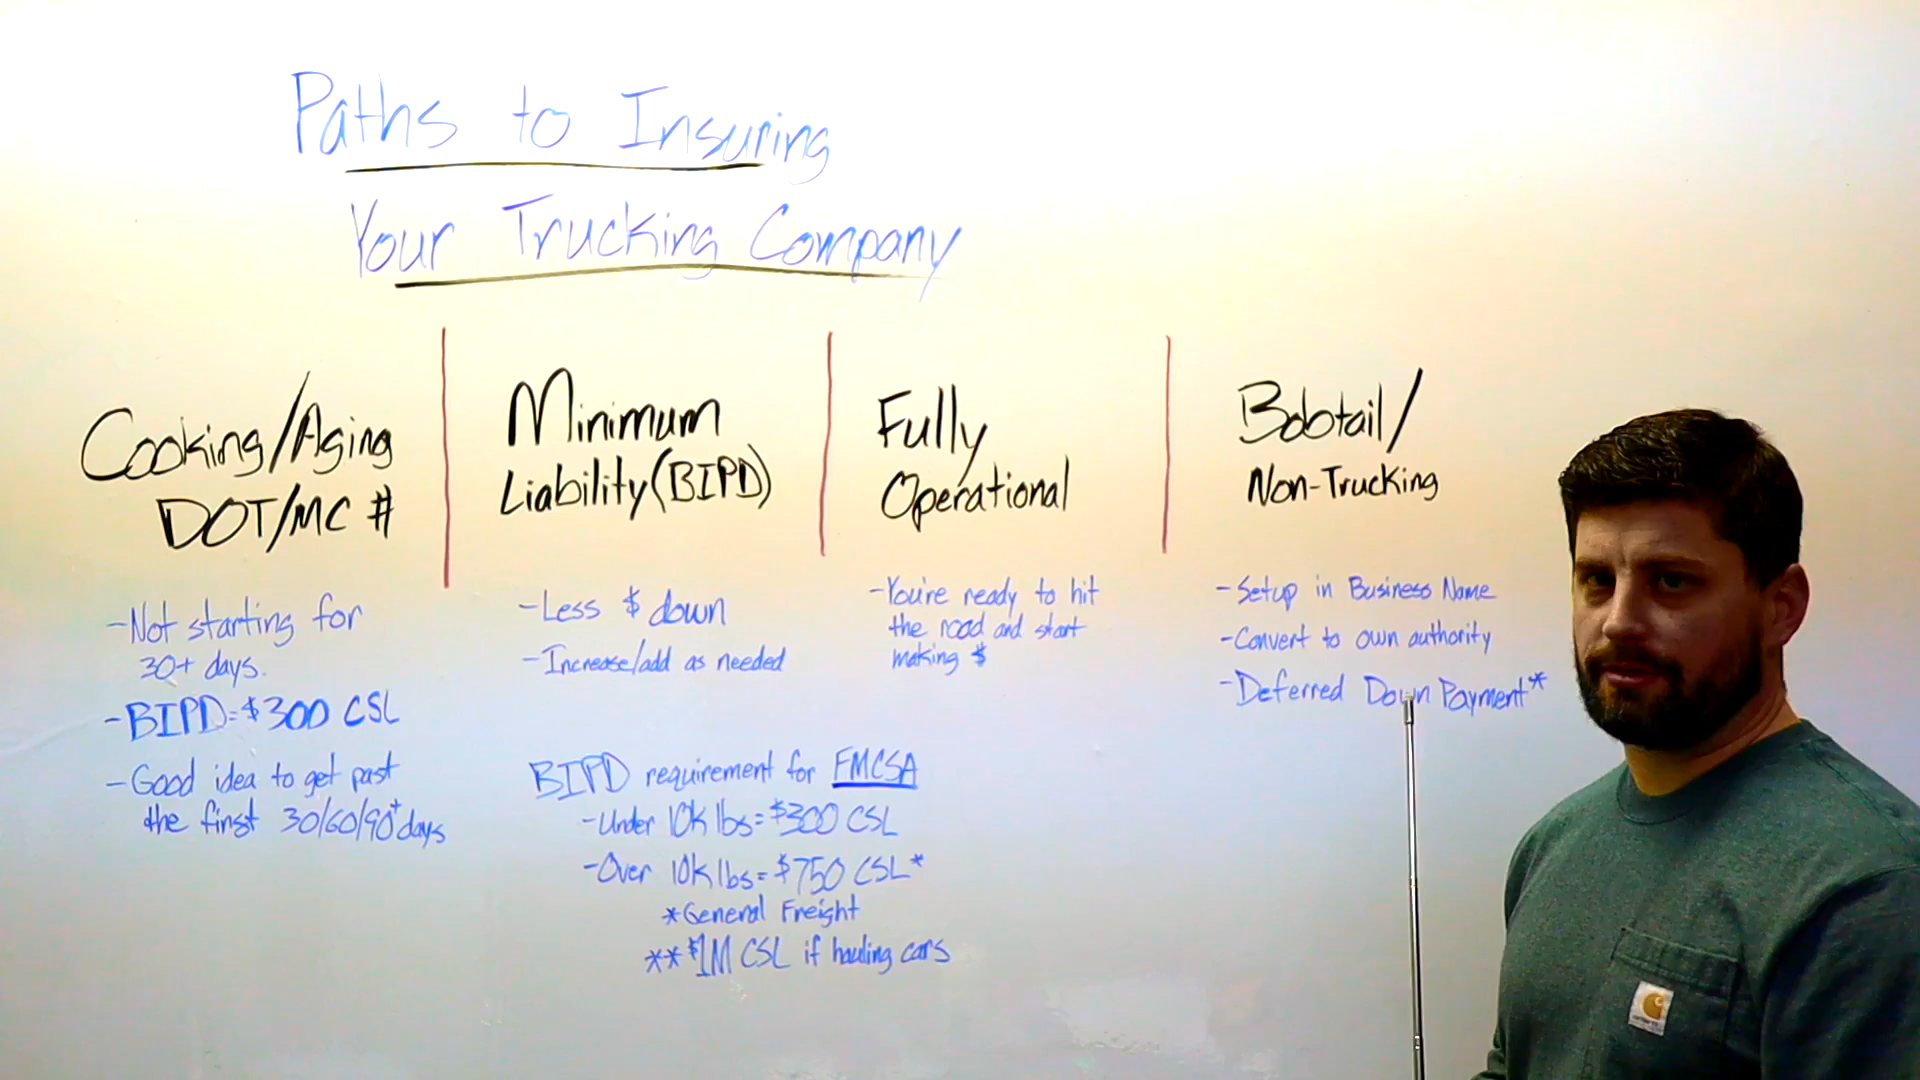 Paths to Insuring
Your Trucking Company
Cooking/Aging
DOT/MC #
-Not starting for
30+ days.
-BIPD=$300 CSL
-Good idea to get past
the first 30/60/90+ days
Minimum
Liability(BIPD)
-Less $ down
-Increase/add as needed
Fully
Operational
-You're ready to hit
the road and start
making $
Bobtail/
Non-Trucking
-Setup in Business Name
-Convert to own authority
-Deferred Down Payment*
BIPD requirement for FMCSA
-Under 10K lbs=$300 CSL
-Over 10K lbs=$750 CSL*
*General Freight
**$1M CSL if hauling cars